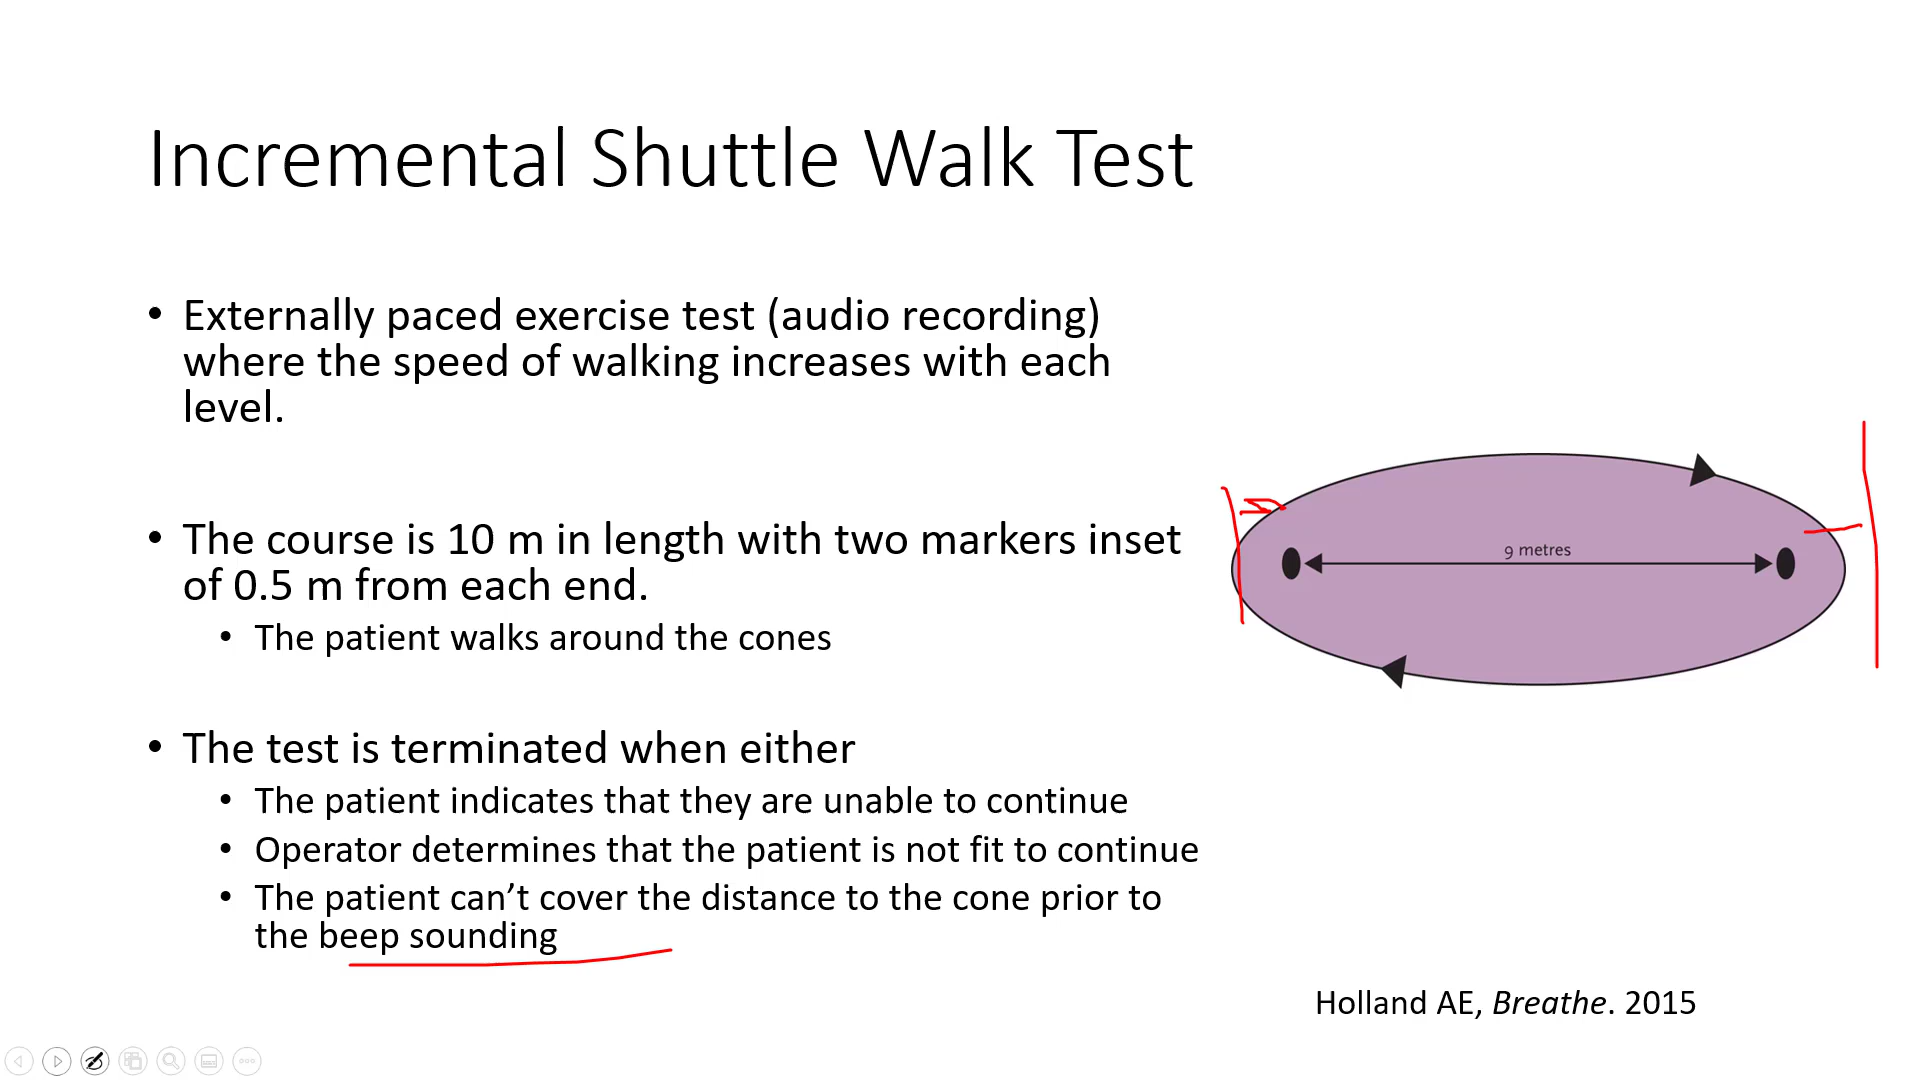 Incremental Shuttle Walk Test
• Externally paced exercise test (audio recording)
where the speed of walking increases with each
level.
• The course is 10 m in length with two markers inset
of 0.5 m from each end.
• The patient walks around the cones
9 metres
• The test is terminated when either
• The patient indicates that they are unable to continue
• Operator determines that the patient is not fit to continue
• The patient can’t cover the distance to the cone prior to
the beep sounding
Holland AE, Breathe. 2015